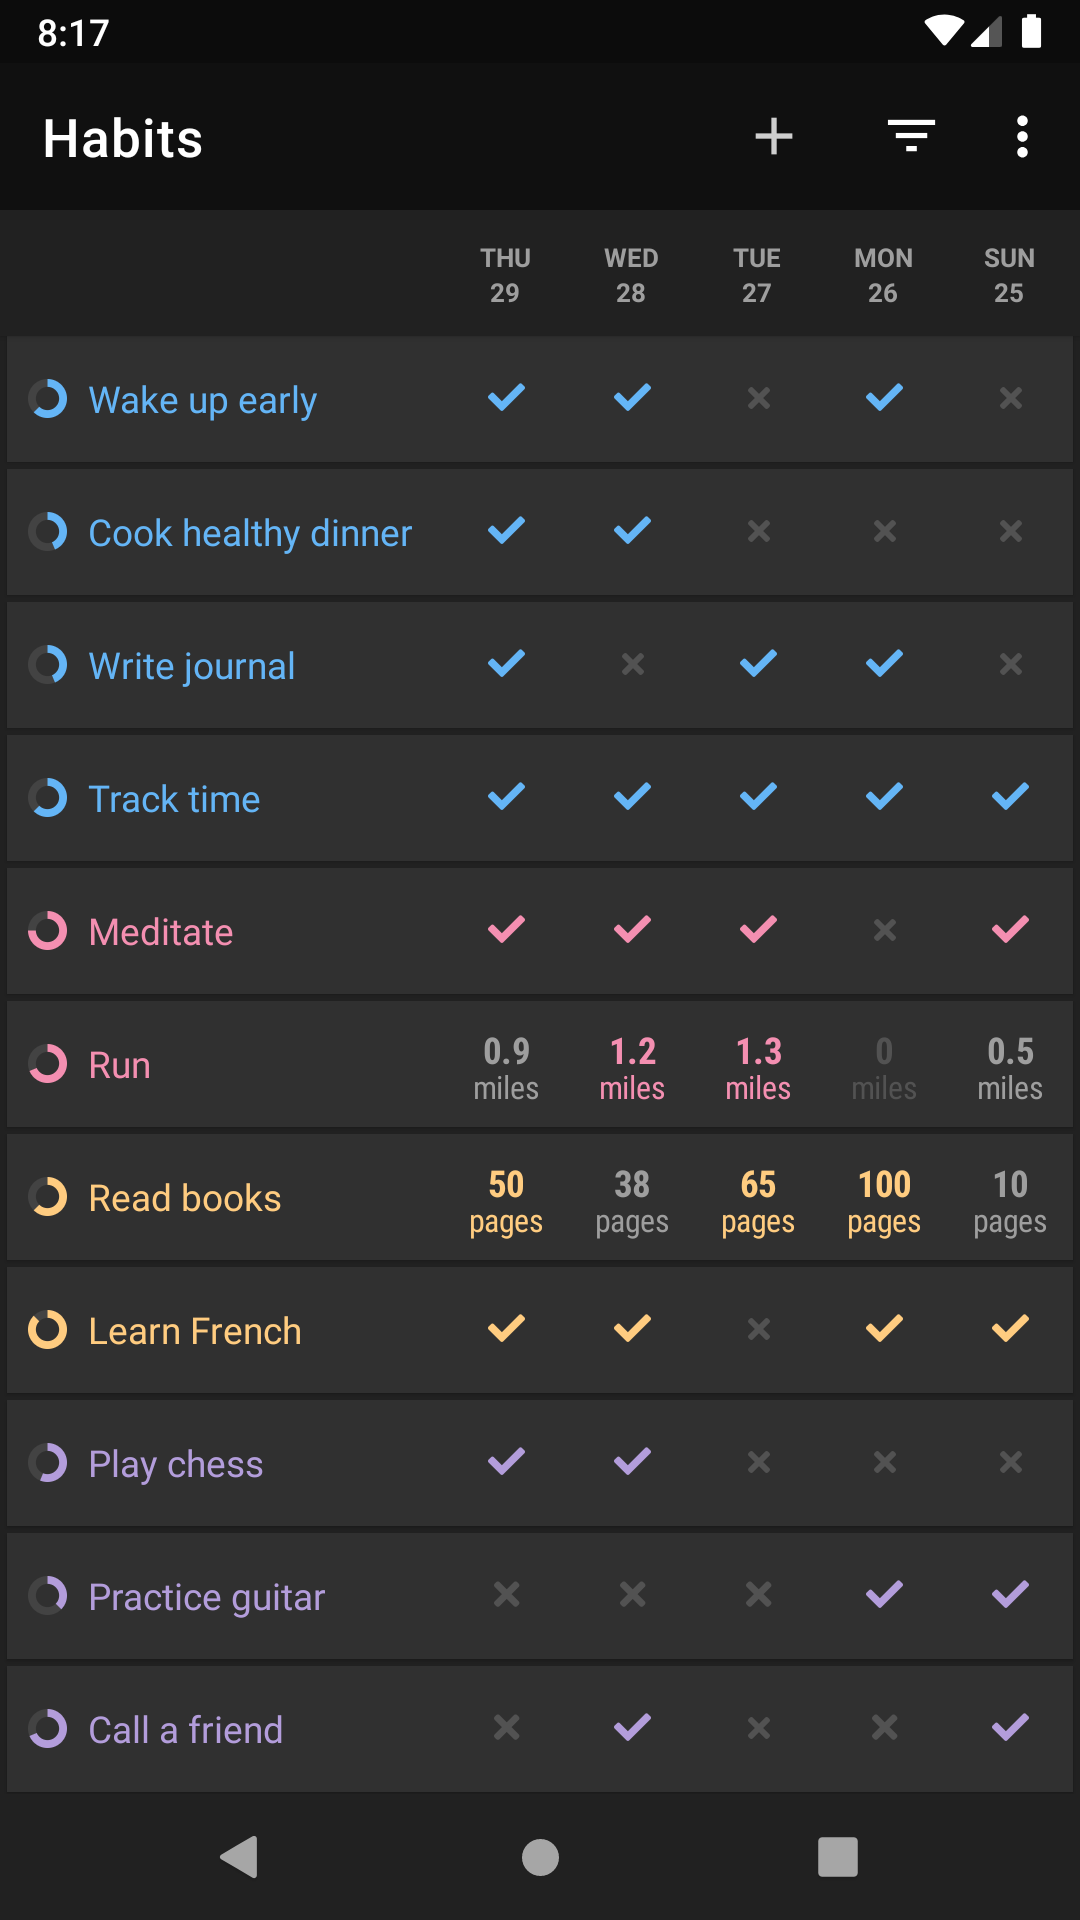 8:17
Habits
THU WED TUE MON SUN
29 28 27 26 25
Wake up early
Cook healthy dinner
Write journal
Track time
Meditate
Run 0.9 1.2 1.3 0 0.5
miles miles miles miles miles
Read books 50 38 65 100 10
pages pages pages pages pages
Learn French
Play chess
Practice guitar
Call a friend